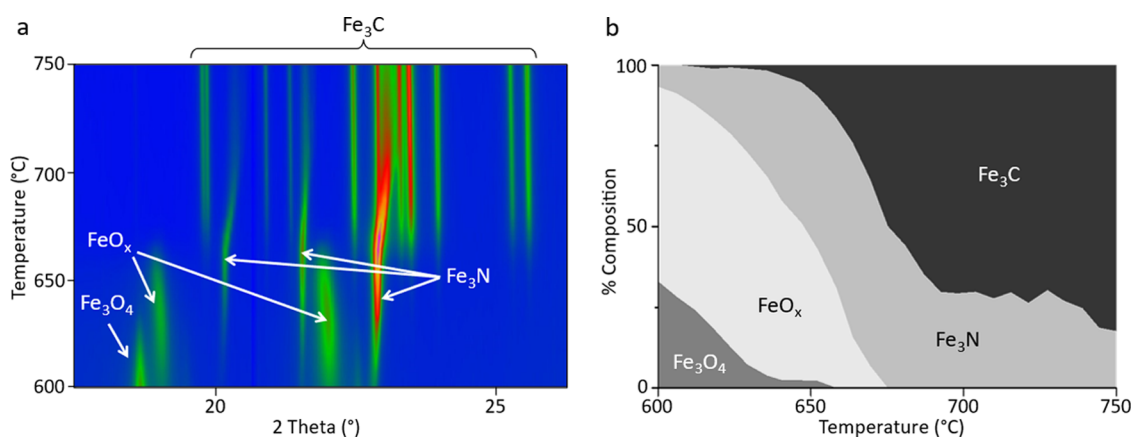 a
Fe₃C
750
700
650
600
Temperature (°C)
FeOₓ
Fe₃O₄
Fe₃N
20
25
2 Theta (°)
b
100
50
0
% Composition
Fe₃C
FeOₓ
Fe₃N
Fe₃O₄
600
650
700
750
Temperature (°C)